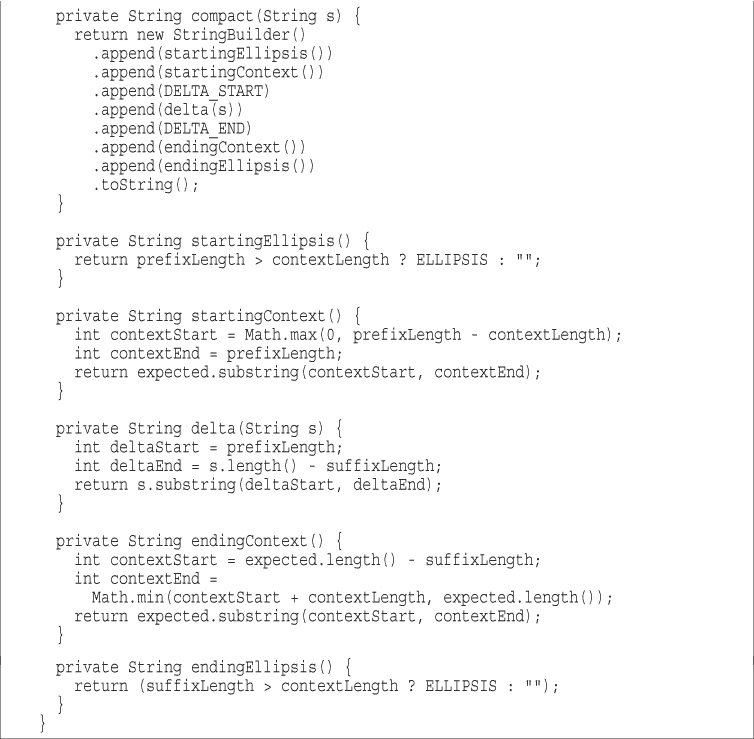 private String compact(String s) {
return new StringBuilder()
.append(startingEllipsis())
.append(startingContext())
.append(DELTA_START)
.append(delta(s))
.append(DELTA_END)
.append(endingContext())
.append(endingEllipsis())
.toString();
}
private String startingEllipsis() {
return prefixLength > contextLength ? ELLIPSIS : "";
}
private String startingContext() {
int contextStart = Math.max(0, prefixLength - contextLength);
int contextEnd = prefixLength;
return expected.substring(contextStart, contextEnd);
}
private String delta(String s) {
int deltaStart = prefixLength;
int deltaEnd = s.length() - suffixLength;
return s.substring(deltaStart, deltaEnd);
}
private String endingContext() {
int contextStart = expected.length() - suffixLength;
int contextEnd =
Math.min(contextStart + contextLength, expected.length());
return expected.substring(contextStart, contextEnd);
}
private String endingEllipsis() {
return (suffixLength > contextLength ? ELLIPSIS : "");
}
}